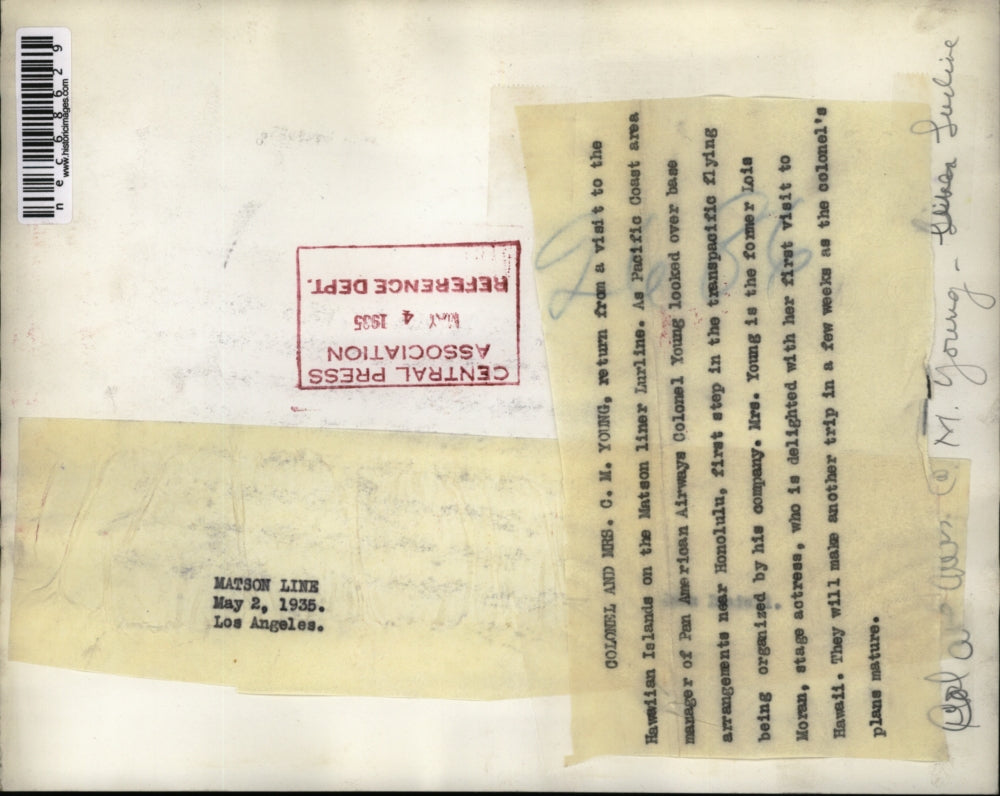 necc68629
www.historicimages.com
CENTRAL PRESS
ASSOCIATION
MAY 4 1935
REFERENCE DEPT.
MATSON LINE
May 2, 1935.
Los Angeles.
COLONEL AND MRS. C. M. YOUNG, return from a visit to the
Hawaiian Islands on the Matson liner Lurline. As Pacific Coast area
manager of Pan American Airways Colonel Young looked over base
arrangements near Honolulu, first step in the transpacific flying
being organized by his company. Mrs. Young is the former Lois
Moran, stage actress, who is delighted with her first visit to
Hawaii. They will make another trip in a few weeks as the colonel's
plans mature.
Col a Mrs. C. M. Young - Lurline